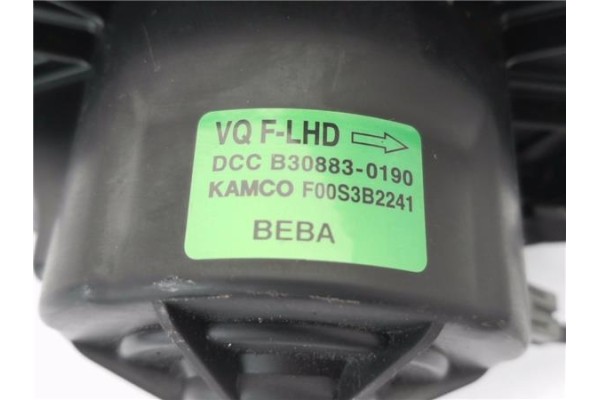 VQ F-LHD
DCC B30883-0190
KAMCO F00S3B2241
BEBA